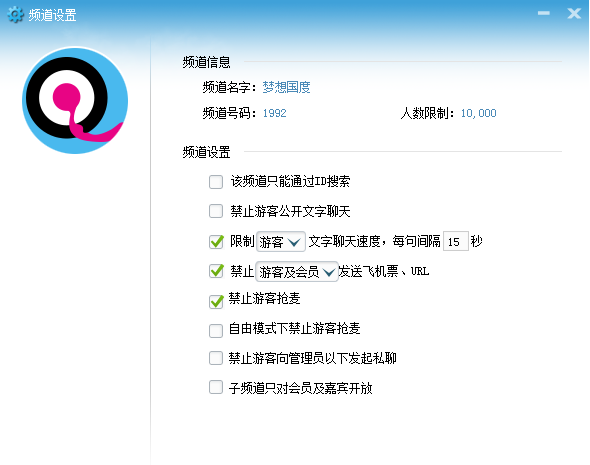 频道设置
频道信息
频道名字：梦想国度
频道号码：1992 人数限制：10,000
频道设置
该频道只能通过ID搜索
禁止游客公开文字聊天
限制 游客 文字聊天速度，每句间隔 15 秒
禁止 游客及会员 发送飞机票、URL
禁止游客抢麦
自由模式下禁止游客抢麦
禁止游客向管理员以下发起私聊
子频道只对会员及嘉宾开放